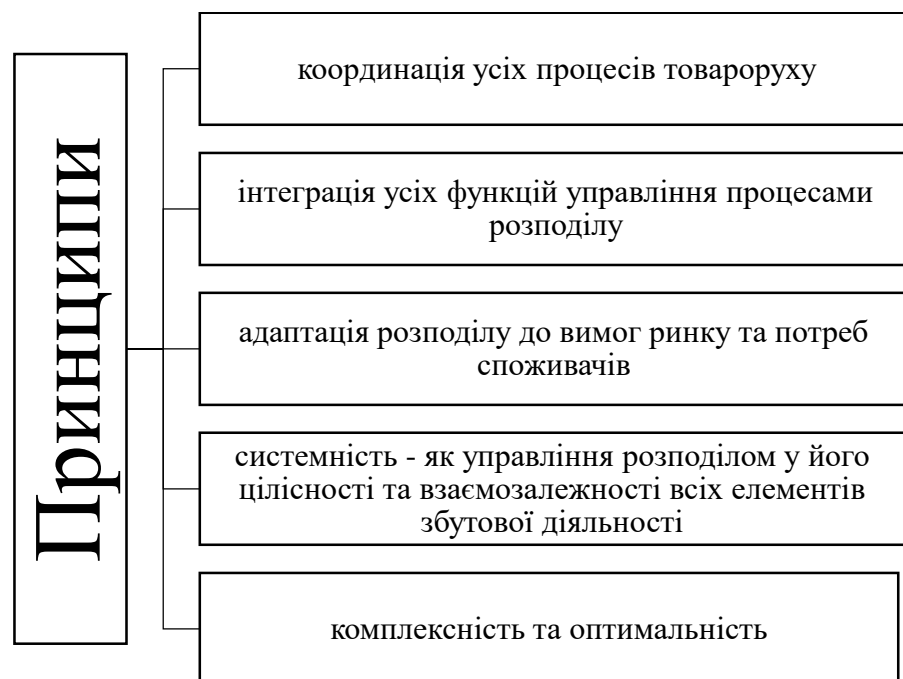 Принципи
координація усіх процесів товароруху
інтеграція усіх функцій управління процесами
розподілу
адаптація розподілу до вимог ринку та потреб
споживачів
системність - як управління розподілом у його
цілісності та взаємозалежності всіх елементів
збутової діяльності
комплексність та оптимальність